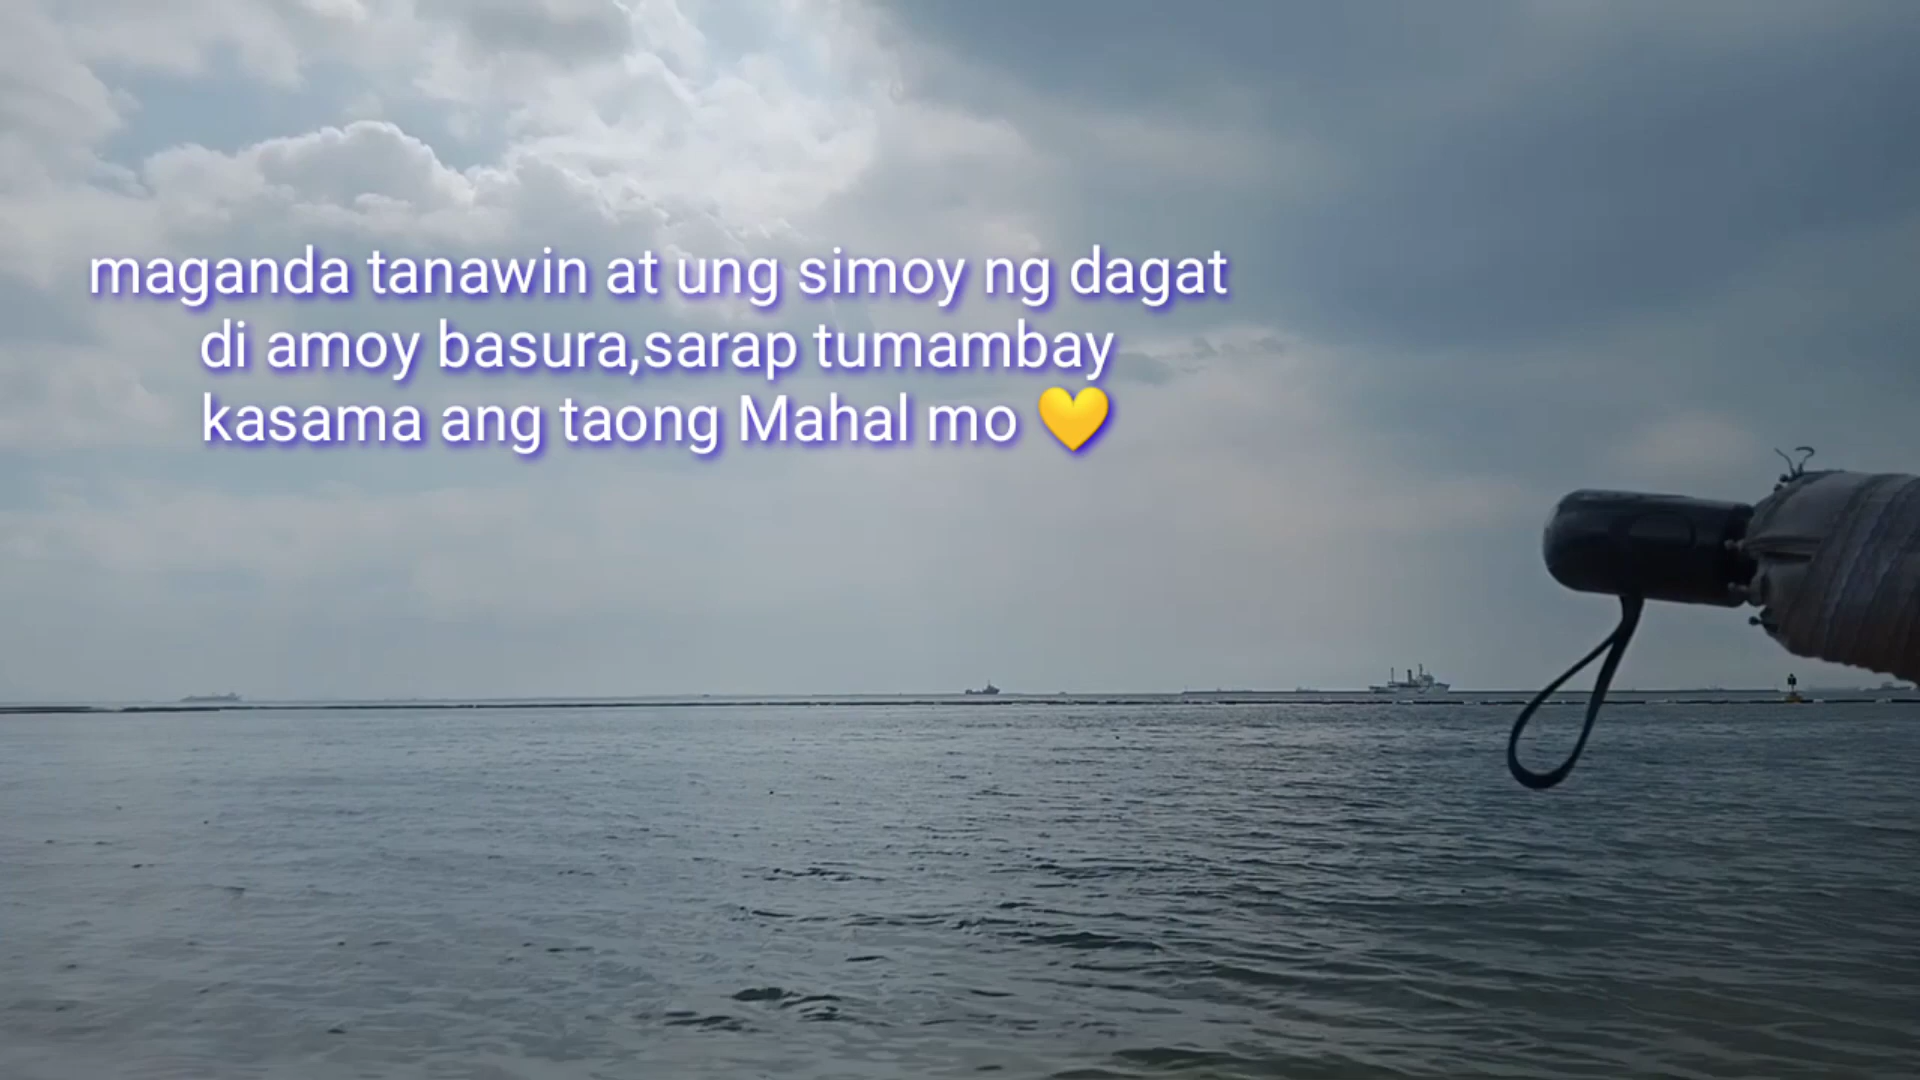 maganda tanawin at ung simoy ng dagat
di amoy basura,sarap tumambay
kasama ang taong Mahal mo 💛